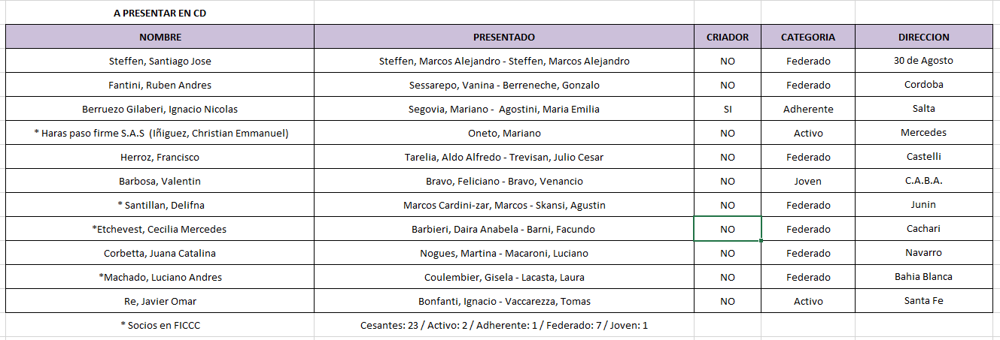 A PRESENTAR EN CD
NOMBRE PRESENTADO CRIADOR CATEGORIA DIRECCION
Steffen, Santiago Jose Steffen, Marcos Alejandro - Steffen, Marcos Alejandro NO Federado 30 de Agosto
Fantini, Ruben Andres Sessarepo, Vanina - Berreneche, Gonzalo NO Federado Cordoba
Berruezo Gilaberi, Ignacio Nicolas Segovia, Mariano - Agostini, Maria Emilia SI Adherente Salta
* Haras paso firme S.A.S (Iñiguez, Christian Emmanuel) Oneto, Mariano NO Activo Mercedes
Herroz, Francisco Tarelia, Aldo Alfredo - Trevisan, Julio Cesar NO Federado Castelli
Barbosa, Valentin Bravo, Feliciano - Bravo, Venancio NO Joven C.A.B.A.
* Santillan, Delifna Marcos Cardini-zar, Marcos - Skansi, Agustin NO Federado Junin
*Etchevest, Cecilia Mercedes Barbieri, Daira Anabela - Barni, Facundo NO Federado Cachari
Corbetta, Juana Catalina Nogues, Martina - Macaroni, Luciano NO Federado Navarro
*Machado, Luciano Andres Coulembier, Gisela - Lacasta, Laura NO Federado Bahia Blanca
Re, Javier Omar Bonfanti, Ignacio - Vaccarezza, Tomas NO Activo Santa Fe
* Socios en FICCC Cesantes: 23 / Activo: 2 / Adherente: 1 / Federado: 7 / Joven: 1